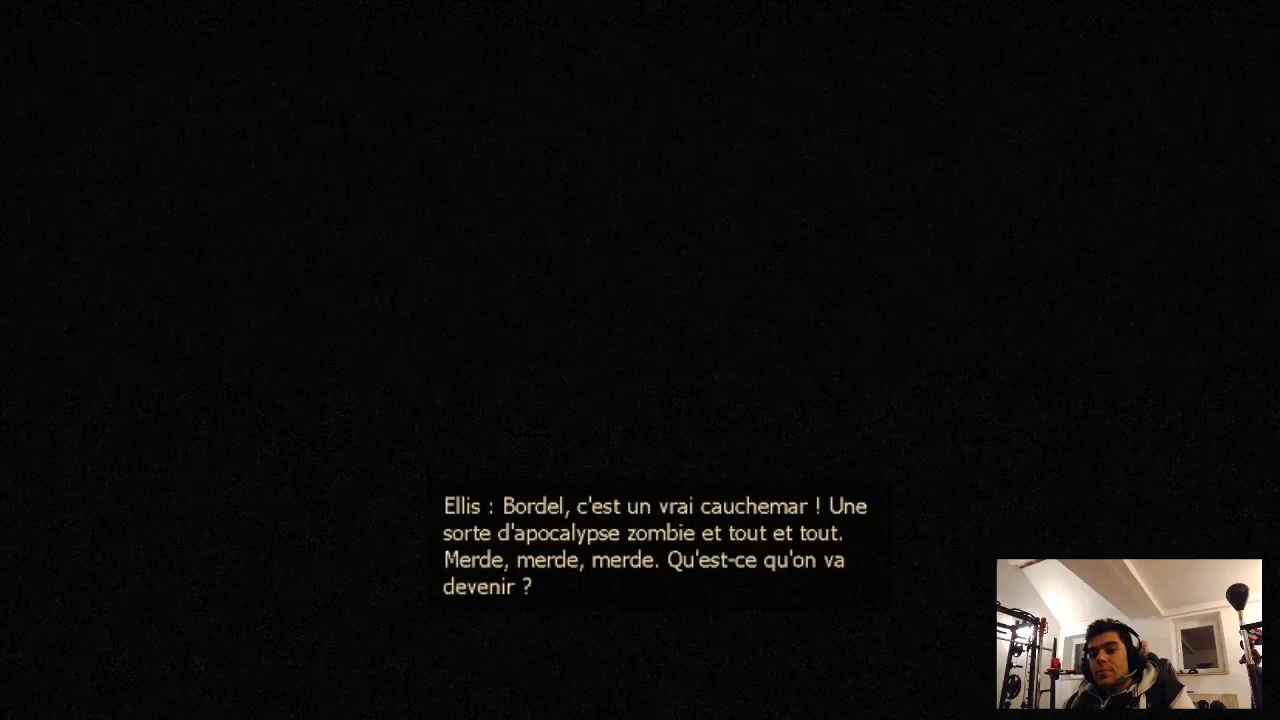 Ellis : Bordel, c'est un vrai cauchemar ! Une
sorte d'apocalypse zombie et tout et tout.
Merde, merde, merde. Qu'est-ce qu'on va
devenir ?